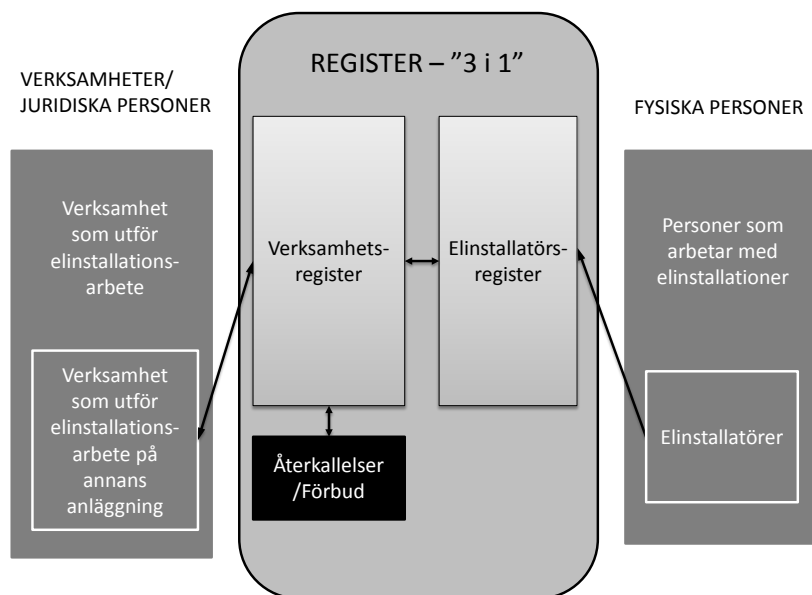 REGISTER – ”3 i 1”
VERKSAMHETER/
JURIDISKA PERSONER
FYSISKA PERSONER
Verksamhet
som utför
elinstallations-
arbete
Verksamhet
som utför
elinstallations-
arbete på
annans
anläggning
Verksamhets-
register
Elinstallatörs-
register
Återkallelser
/Förbud
Personer som
arbetar med
elinstallationer
Elinstallatörer